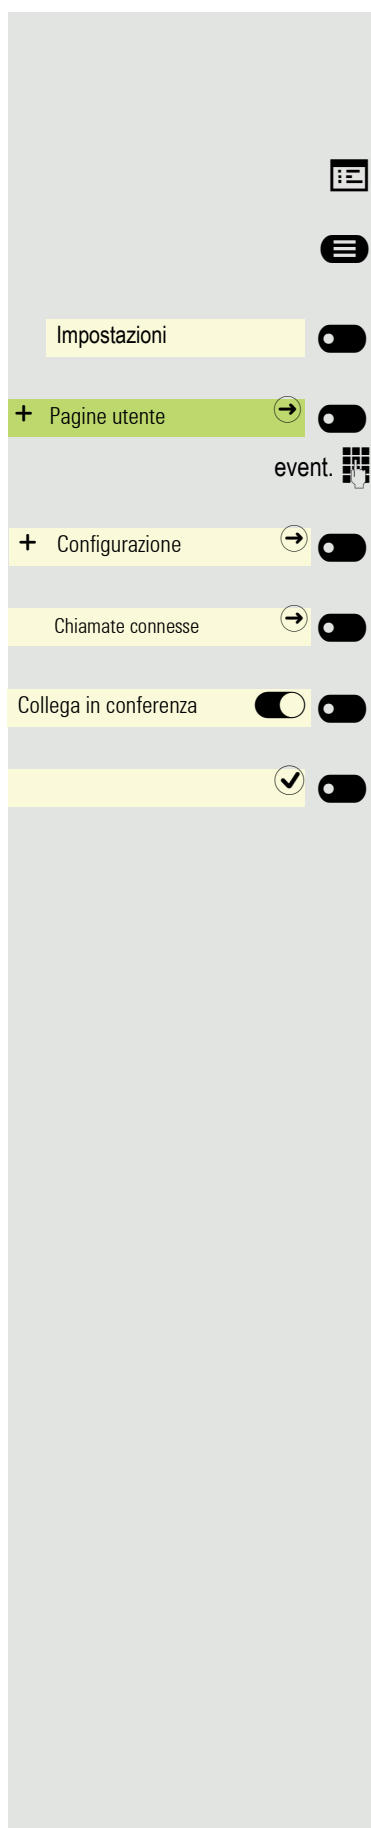 Impostazioni
+ Pagine utente
event.
+ Configurazione
Chiamate connesse
Collega in conferenza